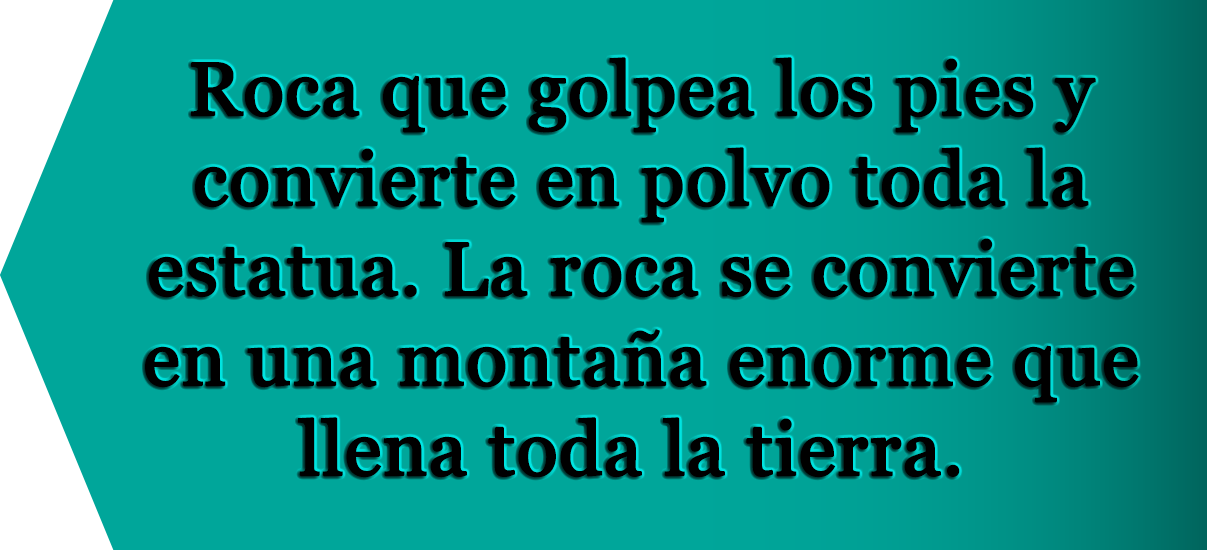 Roca que golpea los pies y
convierte en polvo toda la
estatua. La roca se convierte
en una montaña enorme que
llena toda la tierra.